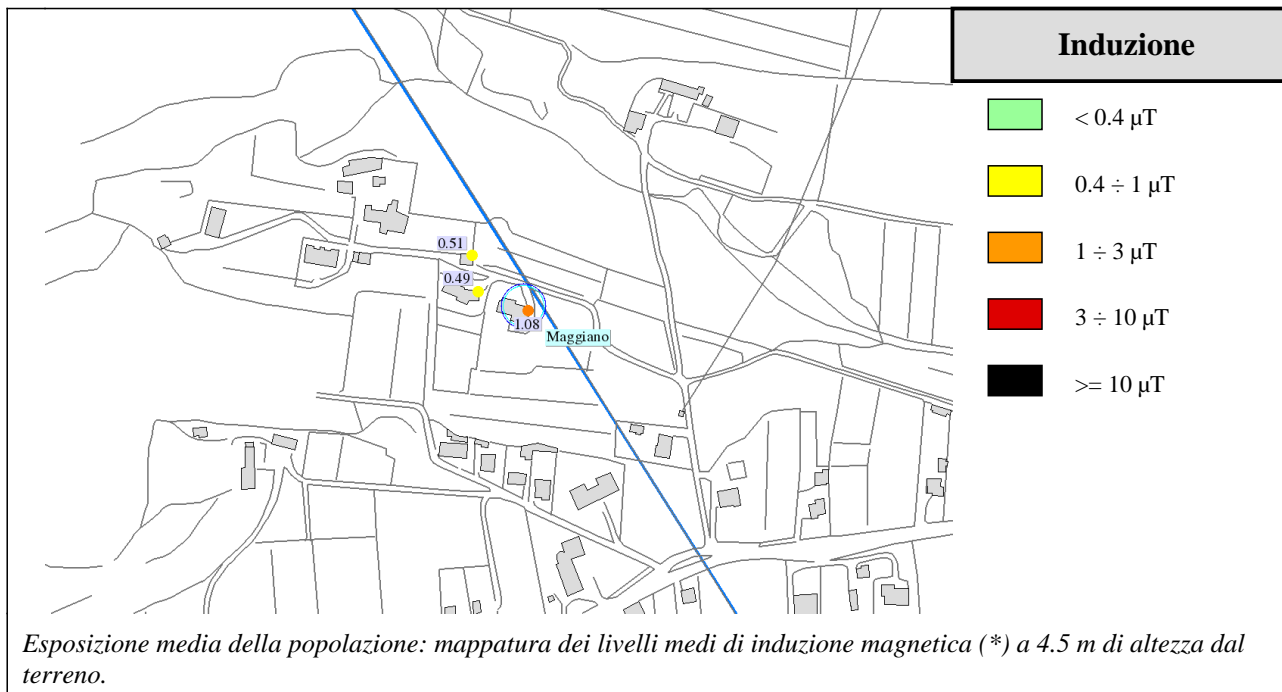 Induzione
< 0.4 µT
0.4 ÷ 1 µT
1 ÷ 3 µT
3 ÷ 10 µT
>= 10 µT
0.51
0.49
1.08
Maggiano
Esposizione media della popolazione: mappatura dei livelli medi di induzione magnetica (*) a 4.5 m di altezza dal
terreno.